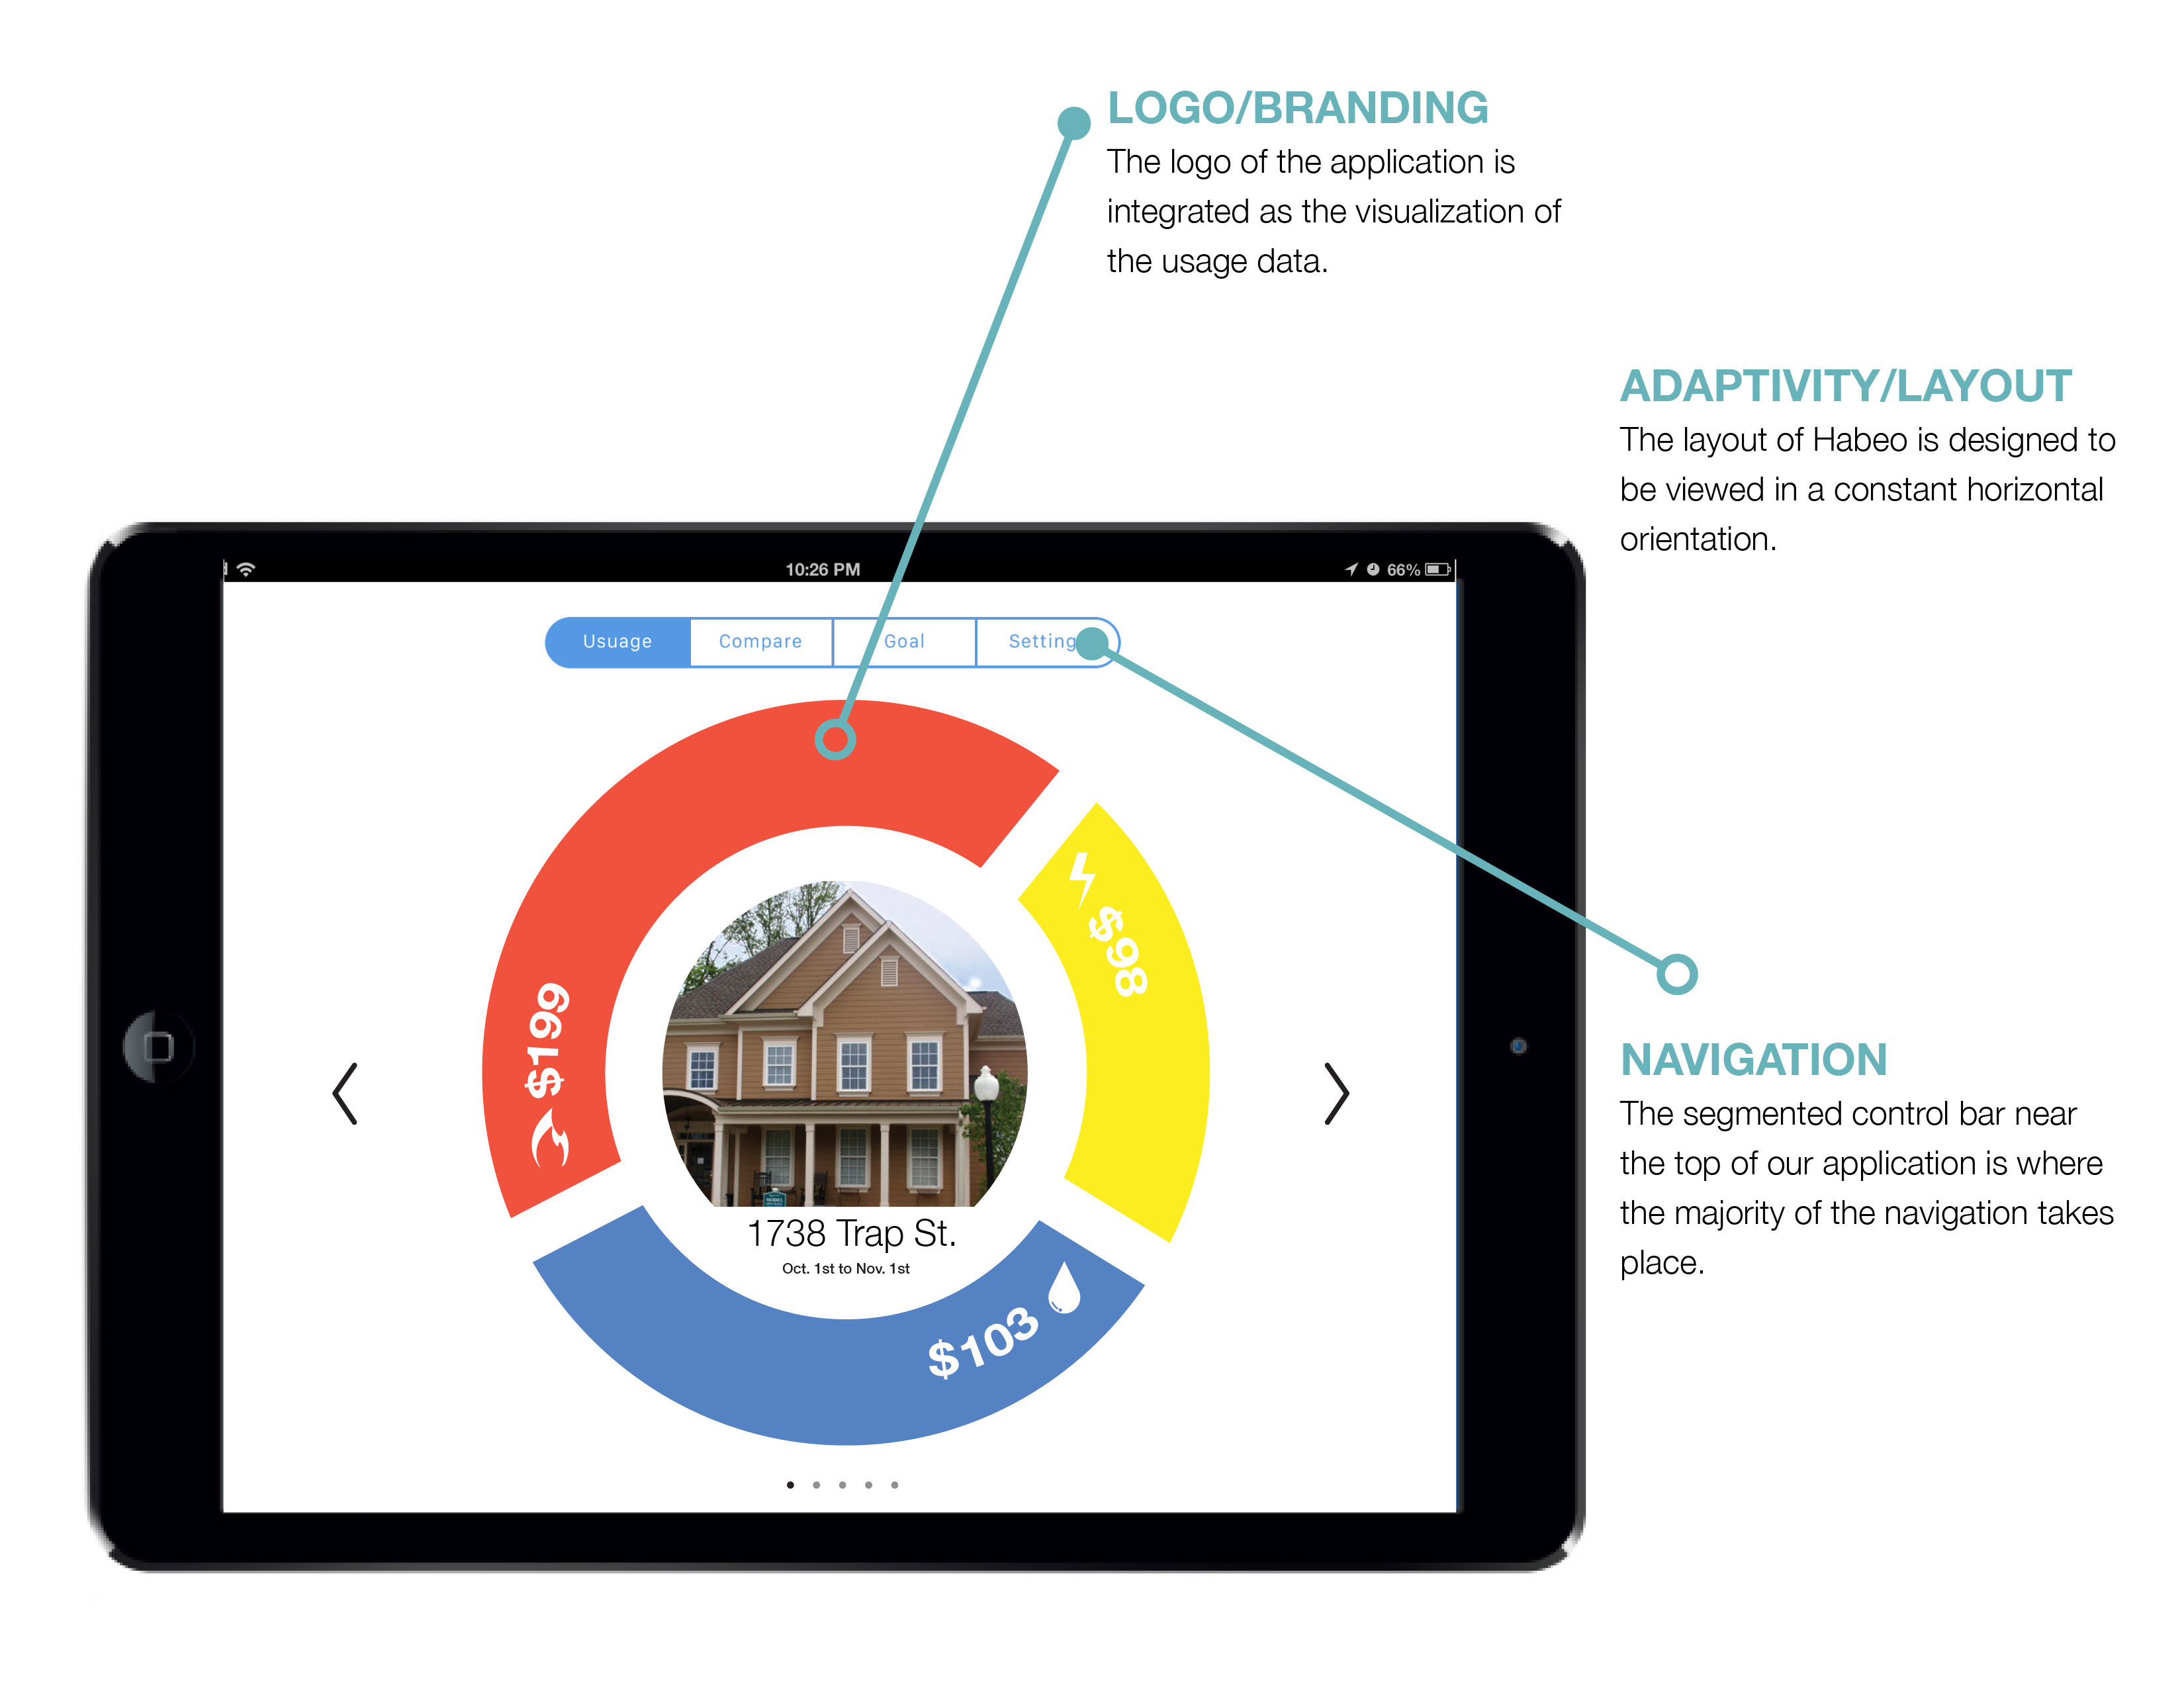 LOGO/BRANDING
The logo of the application is
integrated as the visualization of
the usage data.
ADAPTIVITY/LAYOUT
The layout of Habeo is designed to
be viewed in a constant horizontal
orientation.
10:26 PM
66%
Usuage
Compare
Goal
Setting
$98
$199
1738 Trap St.
Oct. 1st to Nov. 1st
$103
NAVIGATION
The segmented control bar near
the top of our application is where
the majority of the navigation takes
place.